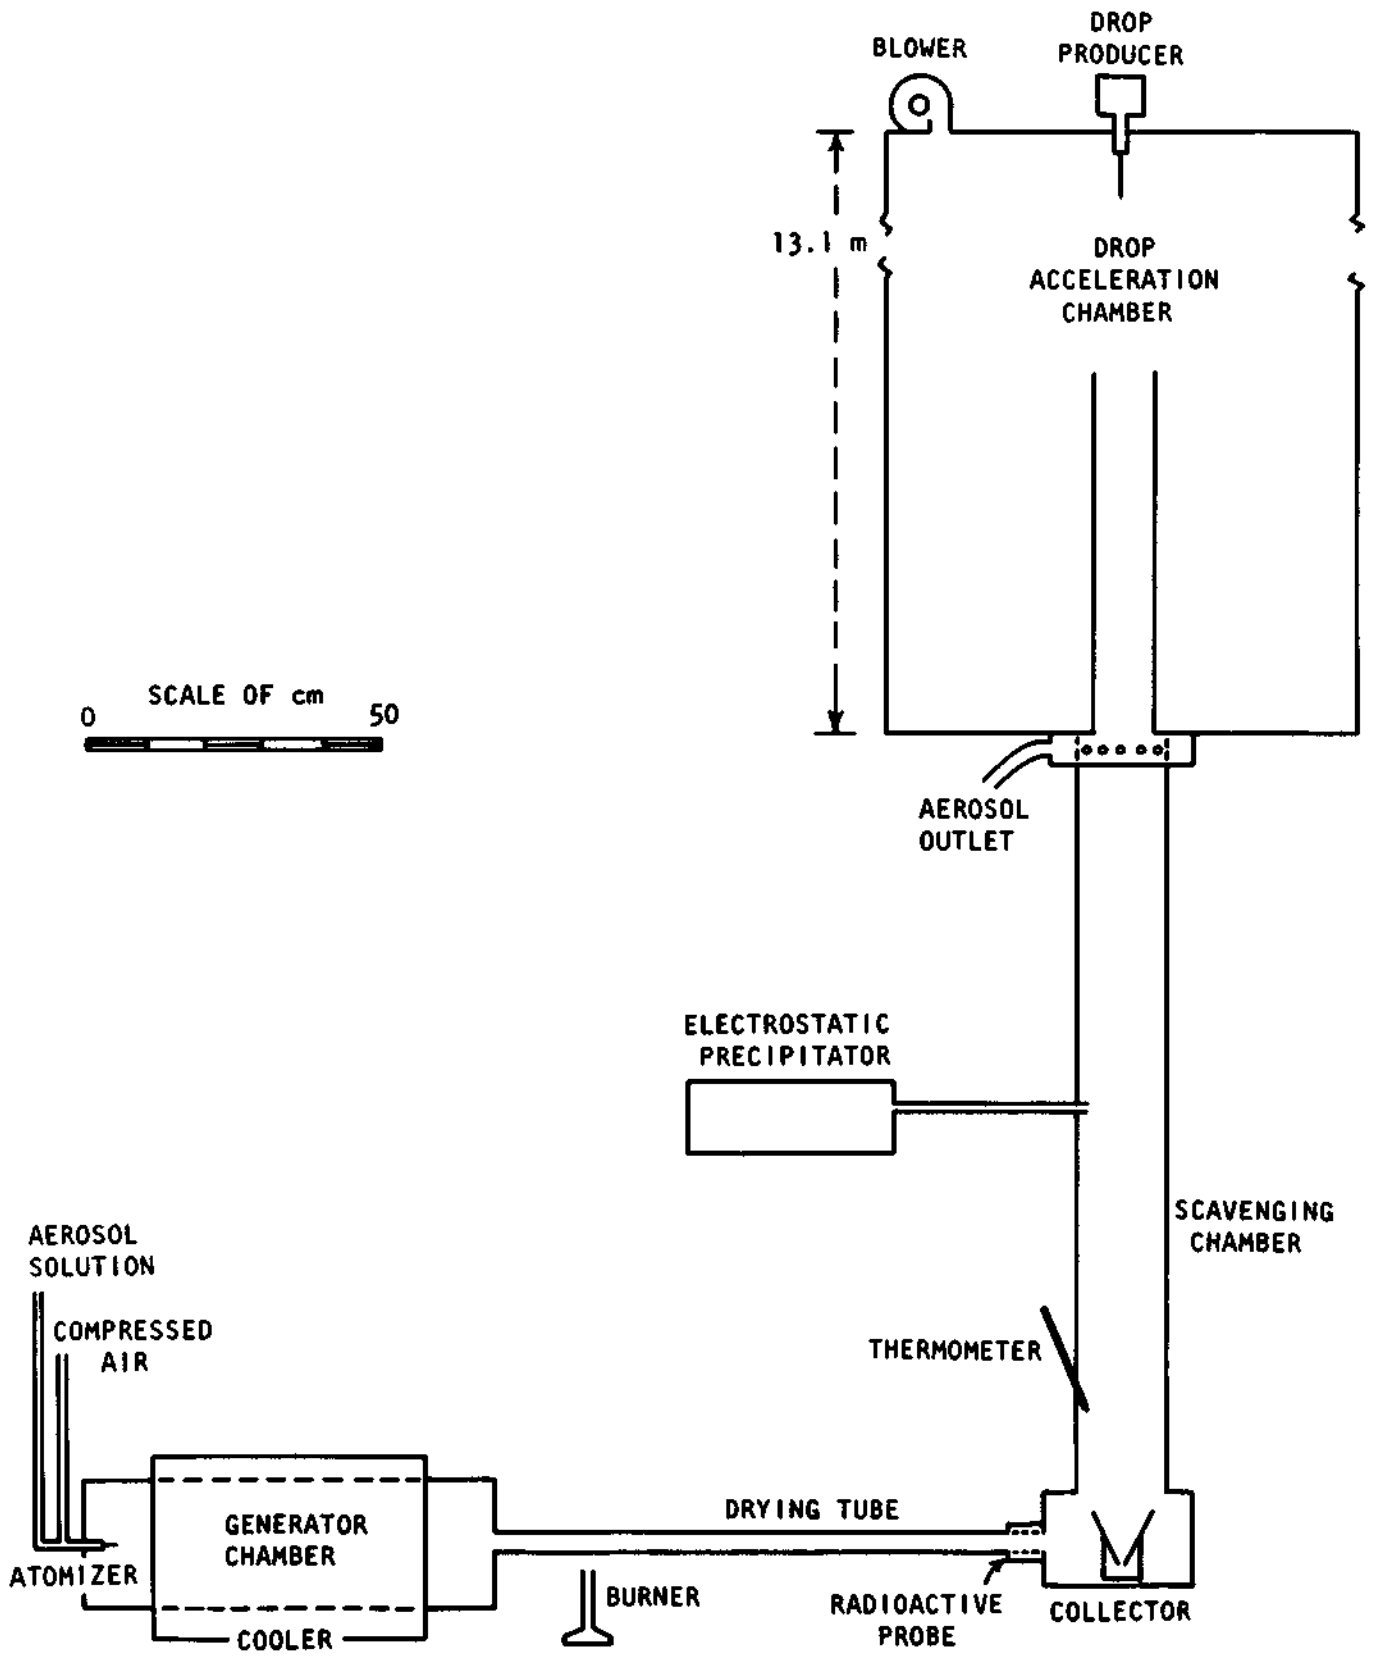 DROP
PRODUCER
BLOWER
13.1 m
DROP
ACCELERATION
CHAMBER
SCALE OF cm
0
50
AEROSOL
OUTLET
ELECTROSTATIC
PRECIPITATOR
SCAVENGING
CHAMBER
AEROSOL
SOLUTION
COMPRESSED
AIR
THERMOMETER
GENERATOR
CHAMBER
DRYING TUBE
ATOMIZER
BURNER
RADIOACTIVE
PROBE
COLLECTOR
COOLER